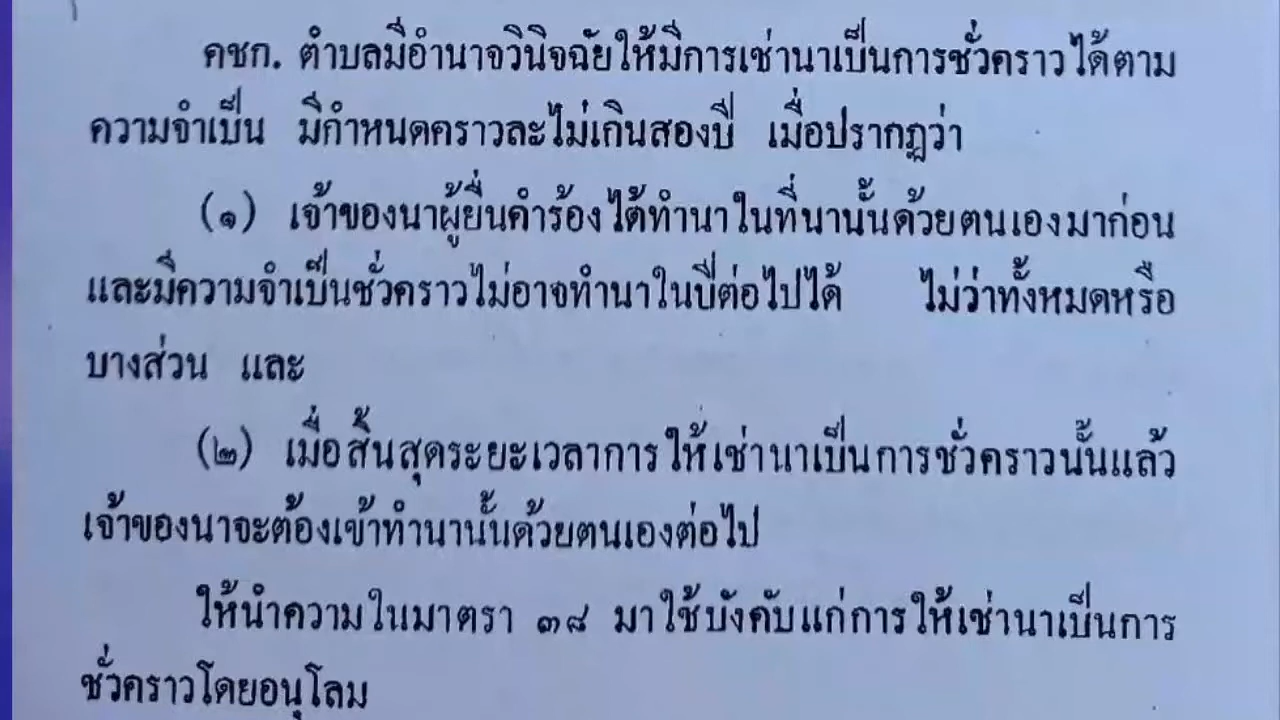 คชก. ตำบลมีอำนาจวินิจฉัยให้มีการเช่านาเป็นการชั่วคราวได้ตาม
ความจำเป็น มีกำหนดคราวละไม่เกินสองปี เมื่อปรากฏว่า
(๑) เจ้าของนาผู้ยื่นคำร้องได้ทำนาในที่นานั้นด้วยตนเองมาก่อน
และมีความจำเป็นชั่วคราวไม่อาจทำนาในปีต่อไปได้ ไม่ว่าทั้งหมดหรือ
บางส่วน และ
(๒) เมื่อสิ้นสุดระยะเวลาการให้เช่านาเป็นการชั่วคราวนั้นแล้ว
เจ้าของนาจะต้องเข้าทำนานั้นด้วยตนเองต่อไป
ให้นำความในมาตรา ๓๘ มาใช้บังคับแก่การให้เช่านาเป็นการ
ชั่วคราวโดยอนุโลม